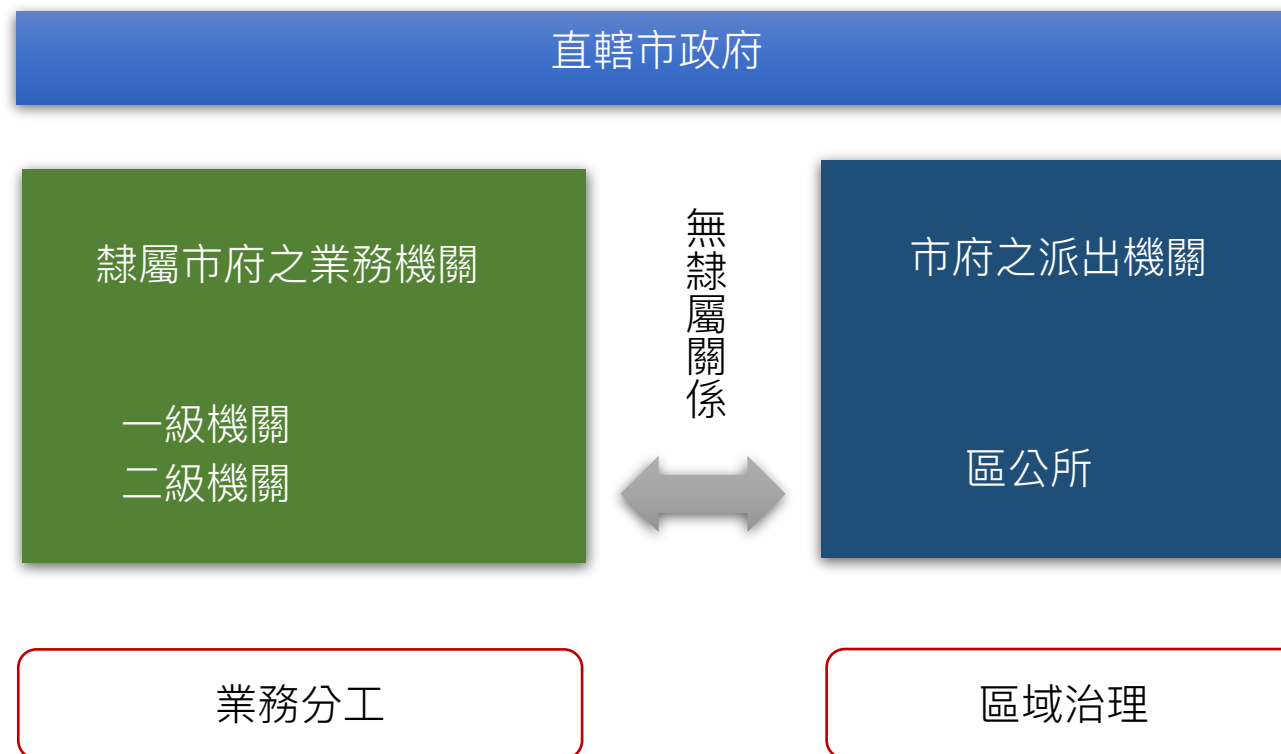 直轄市政府
隸屬市府之業務機關
一級機關
二級機關
無隸屬關係
市府之派出機關
區公所
業務分工
區域治理